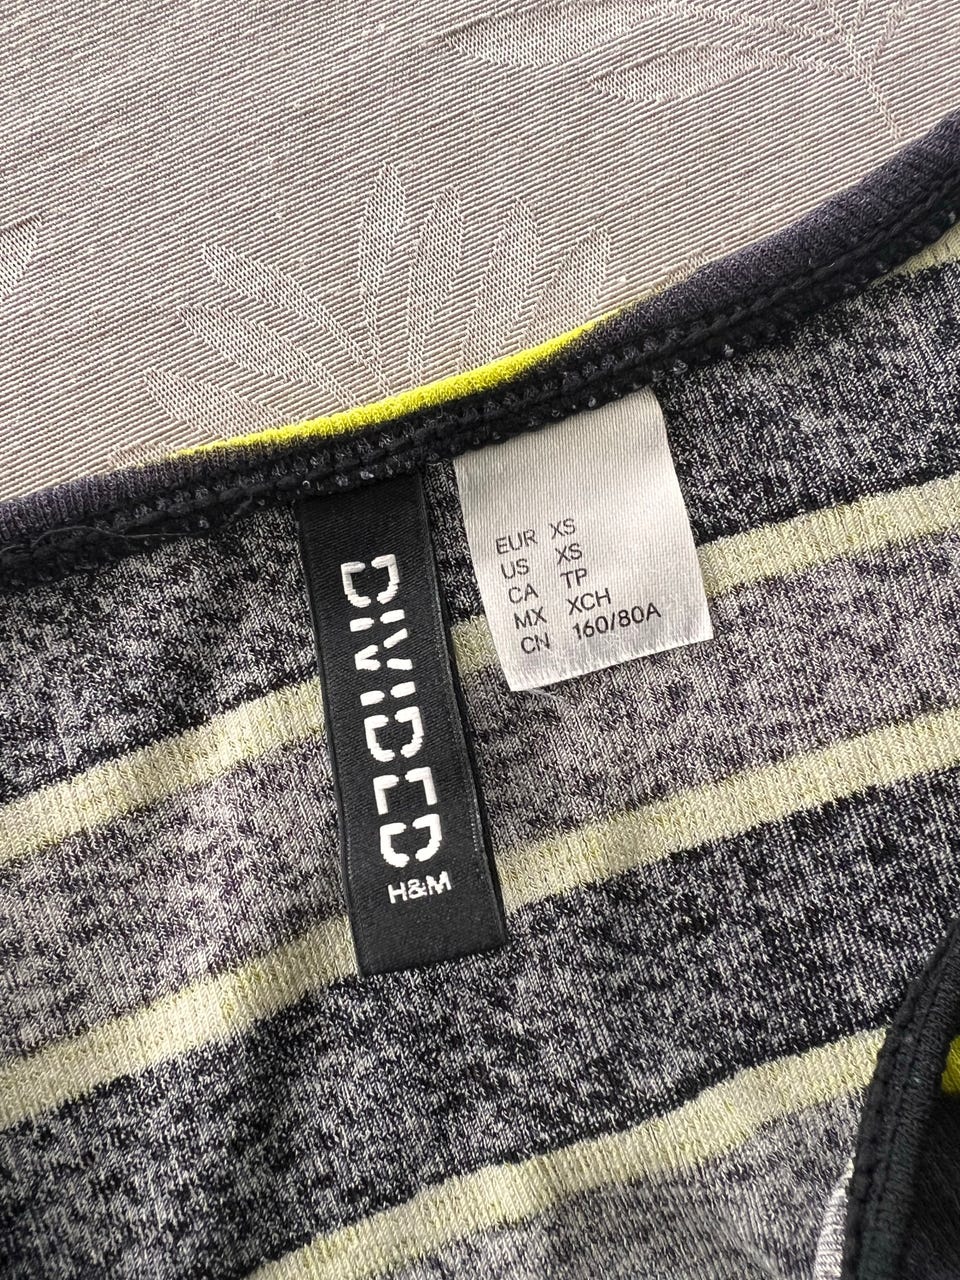 DIVIDED
H&M
EUR XS
US XS
CA TP
MX XCH
CN 160/80A